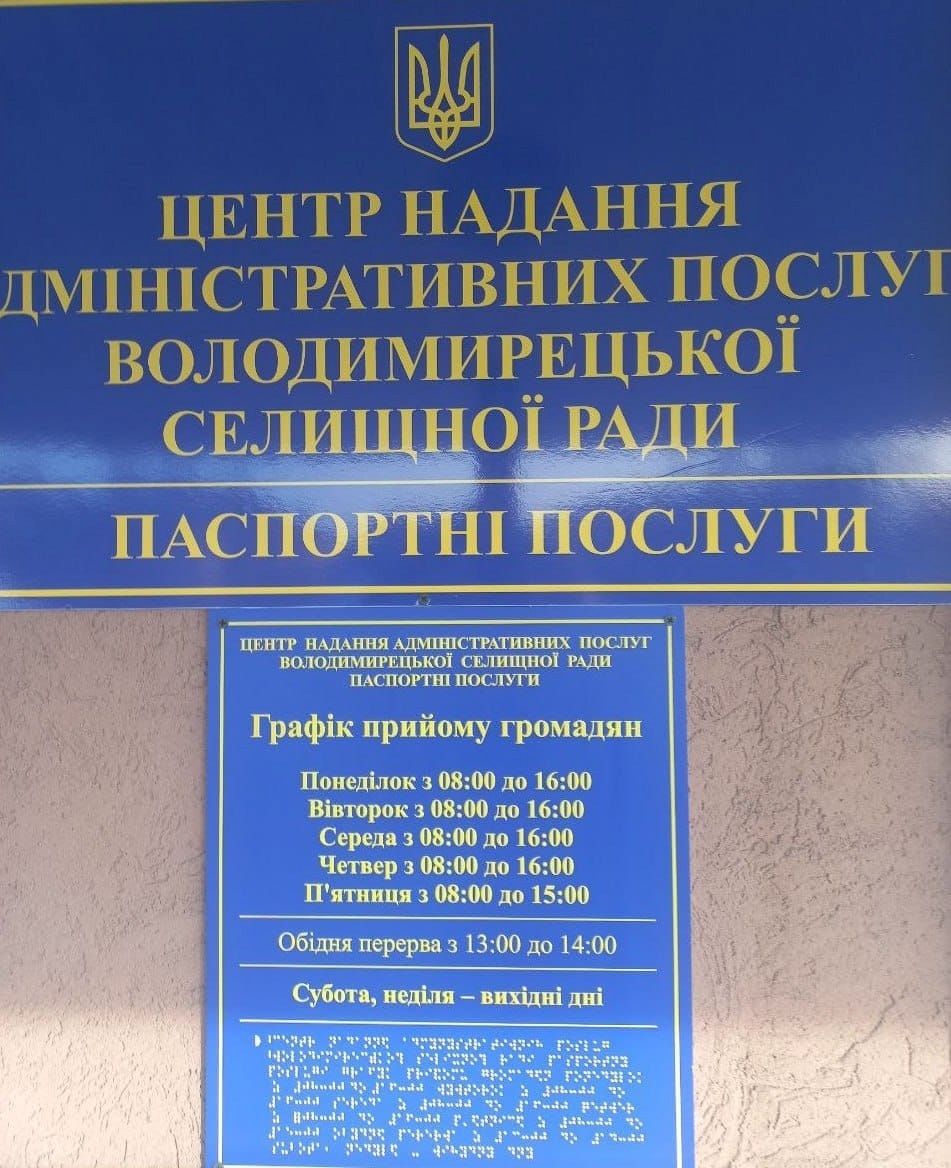 ЦЕНТР НАДАННЯ
ДМІНІСТРАТИВНИХ ПОСЛУГ
ВОЛОДИМИРЕЦЬКОЇ
СЕЛИЩНОЇ РАДИ
ПАСПОРТНІ ПОСЛУГИ
ЦЕНТР НАДАННЯ АДМІНІСТРАТИВНИХ ПОСЛУГ
ВОЛОДИМИРЕЦЬКОЇ СЕЛИЩНОЇ РАДИ
ПАСПОРТНІ ПОСЛУГИ
Графік прийому громадян
Понеділок з 08:00 до 16:00
Вівторок з 08:00 до 16:00
Середа з 08:00 до 16:00
Четвер з 08:00 до 16:00
П'ятниця з 08:00 до 15:00
Обідня перерва з 13:00 до 14:00
Субота, неділя – вихідні дні